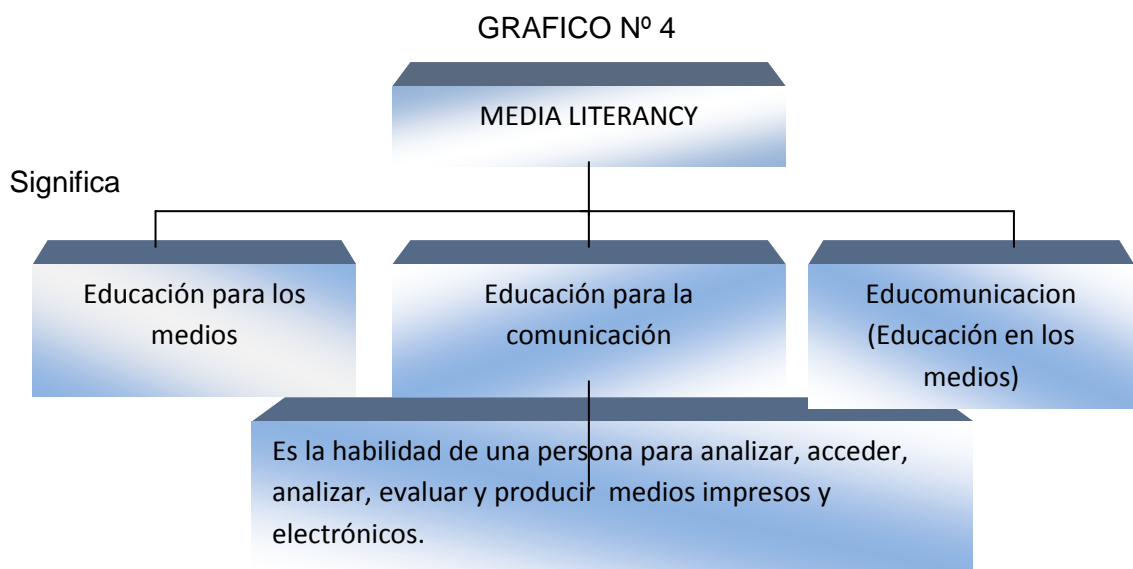 GRAFICO Nº 4
MEDIA LITERANCY
Significa
Educación para los
medios
Educación para la
comunicación
Educomunicacion
(Educación en los
medios)
Es la habilidad de una persona para analizar, acceder,
analizar, evaluar y producir medios impresos y
electrónicos.